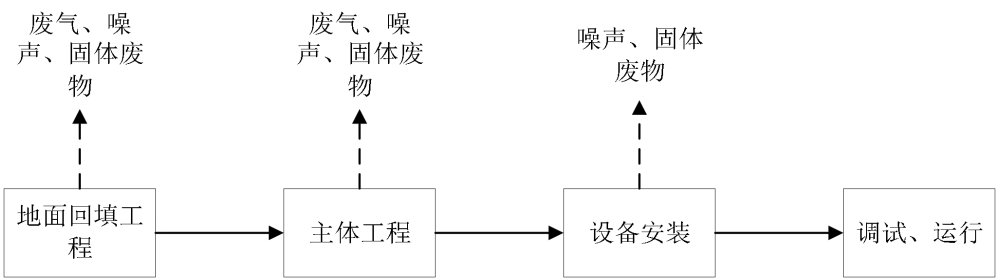 废气、噪
声、固体废
物
废气、噪
声、固体废
物
噪声、固体
废物
地面回填工
程
主体工程
设备安装
调试、运行